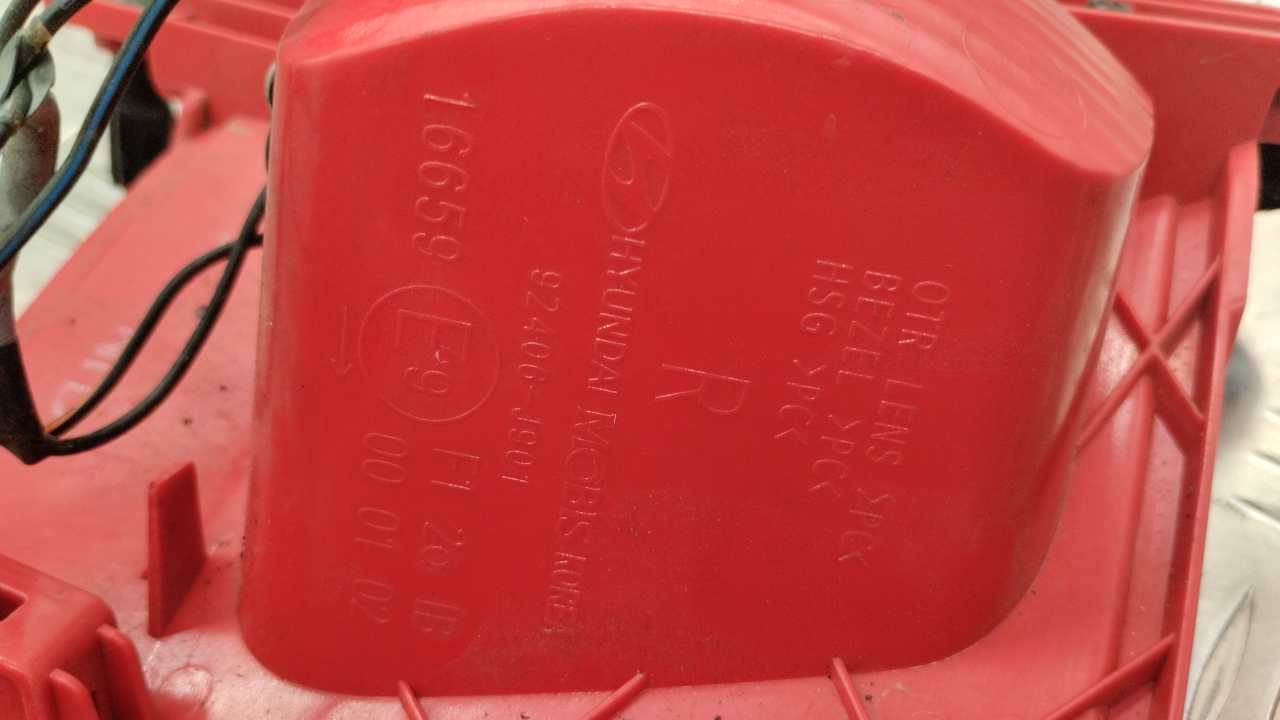 OTR LENS >PC<
BEZEL >PC<
HSG >PC<
R
HYUNDAI MOBIS KOREA
92406-J901
16659 E9 F1 2a IB
00 01 02